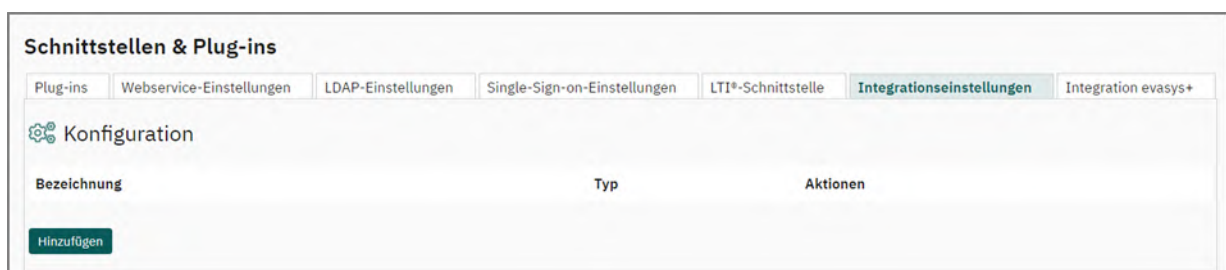 Schnittstellen & Plug-ins
Plug-ins Webservice-Einstellungen LDAP-Einstellungen Single-Sign-on-Einstellungen LTI®-Schnittstelle Integrationseinstellungen Integration evasys+
Konfiguration
Bezeichnung Typ Aktionen
Hinzufügen